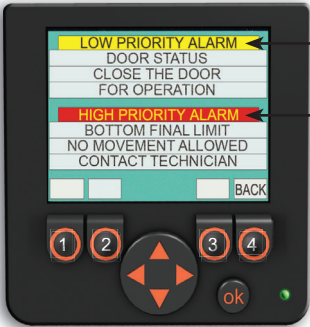 LOW PRIORITY ALARM
DOOR STATUS
CLOSE THE DOOR
FOR OPERATION
HIGH PRIORITY ALARM
BOTTOM FINAL LIMIT
NO MOVEMENT ALLOWED
CONTACT TECHNICIAN
BACK
1 2 3 4
ok